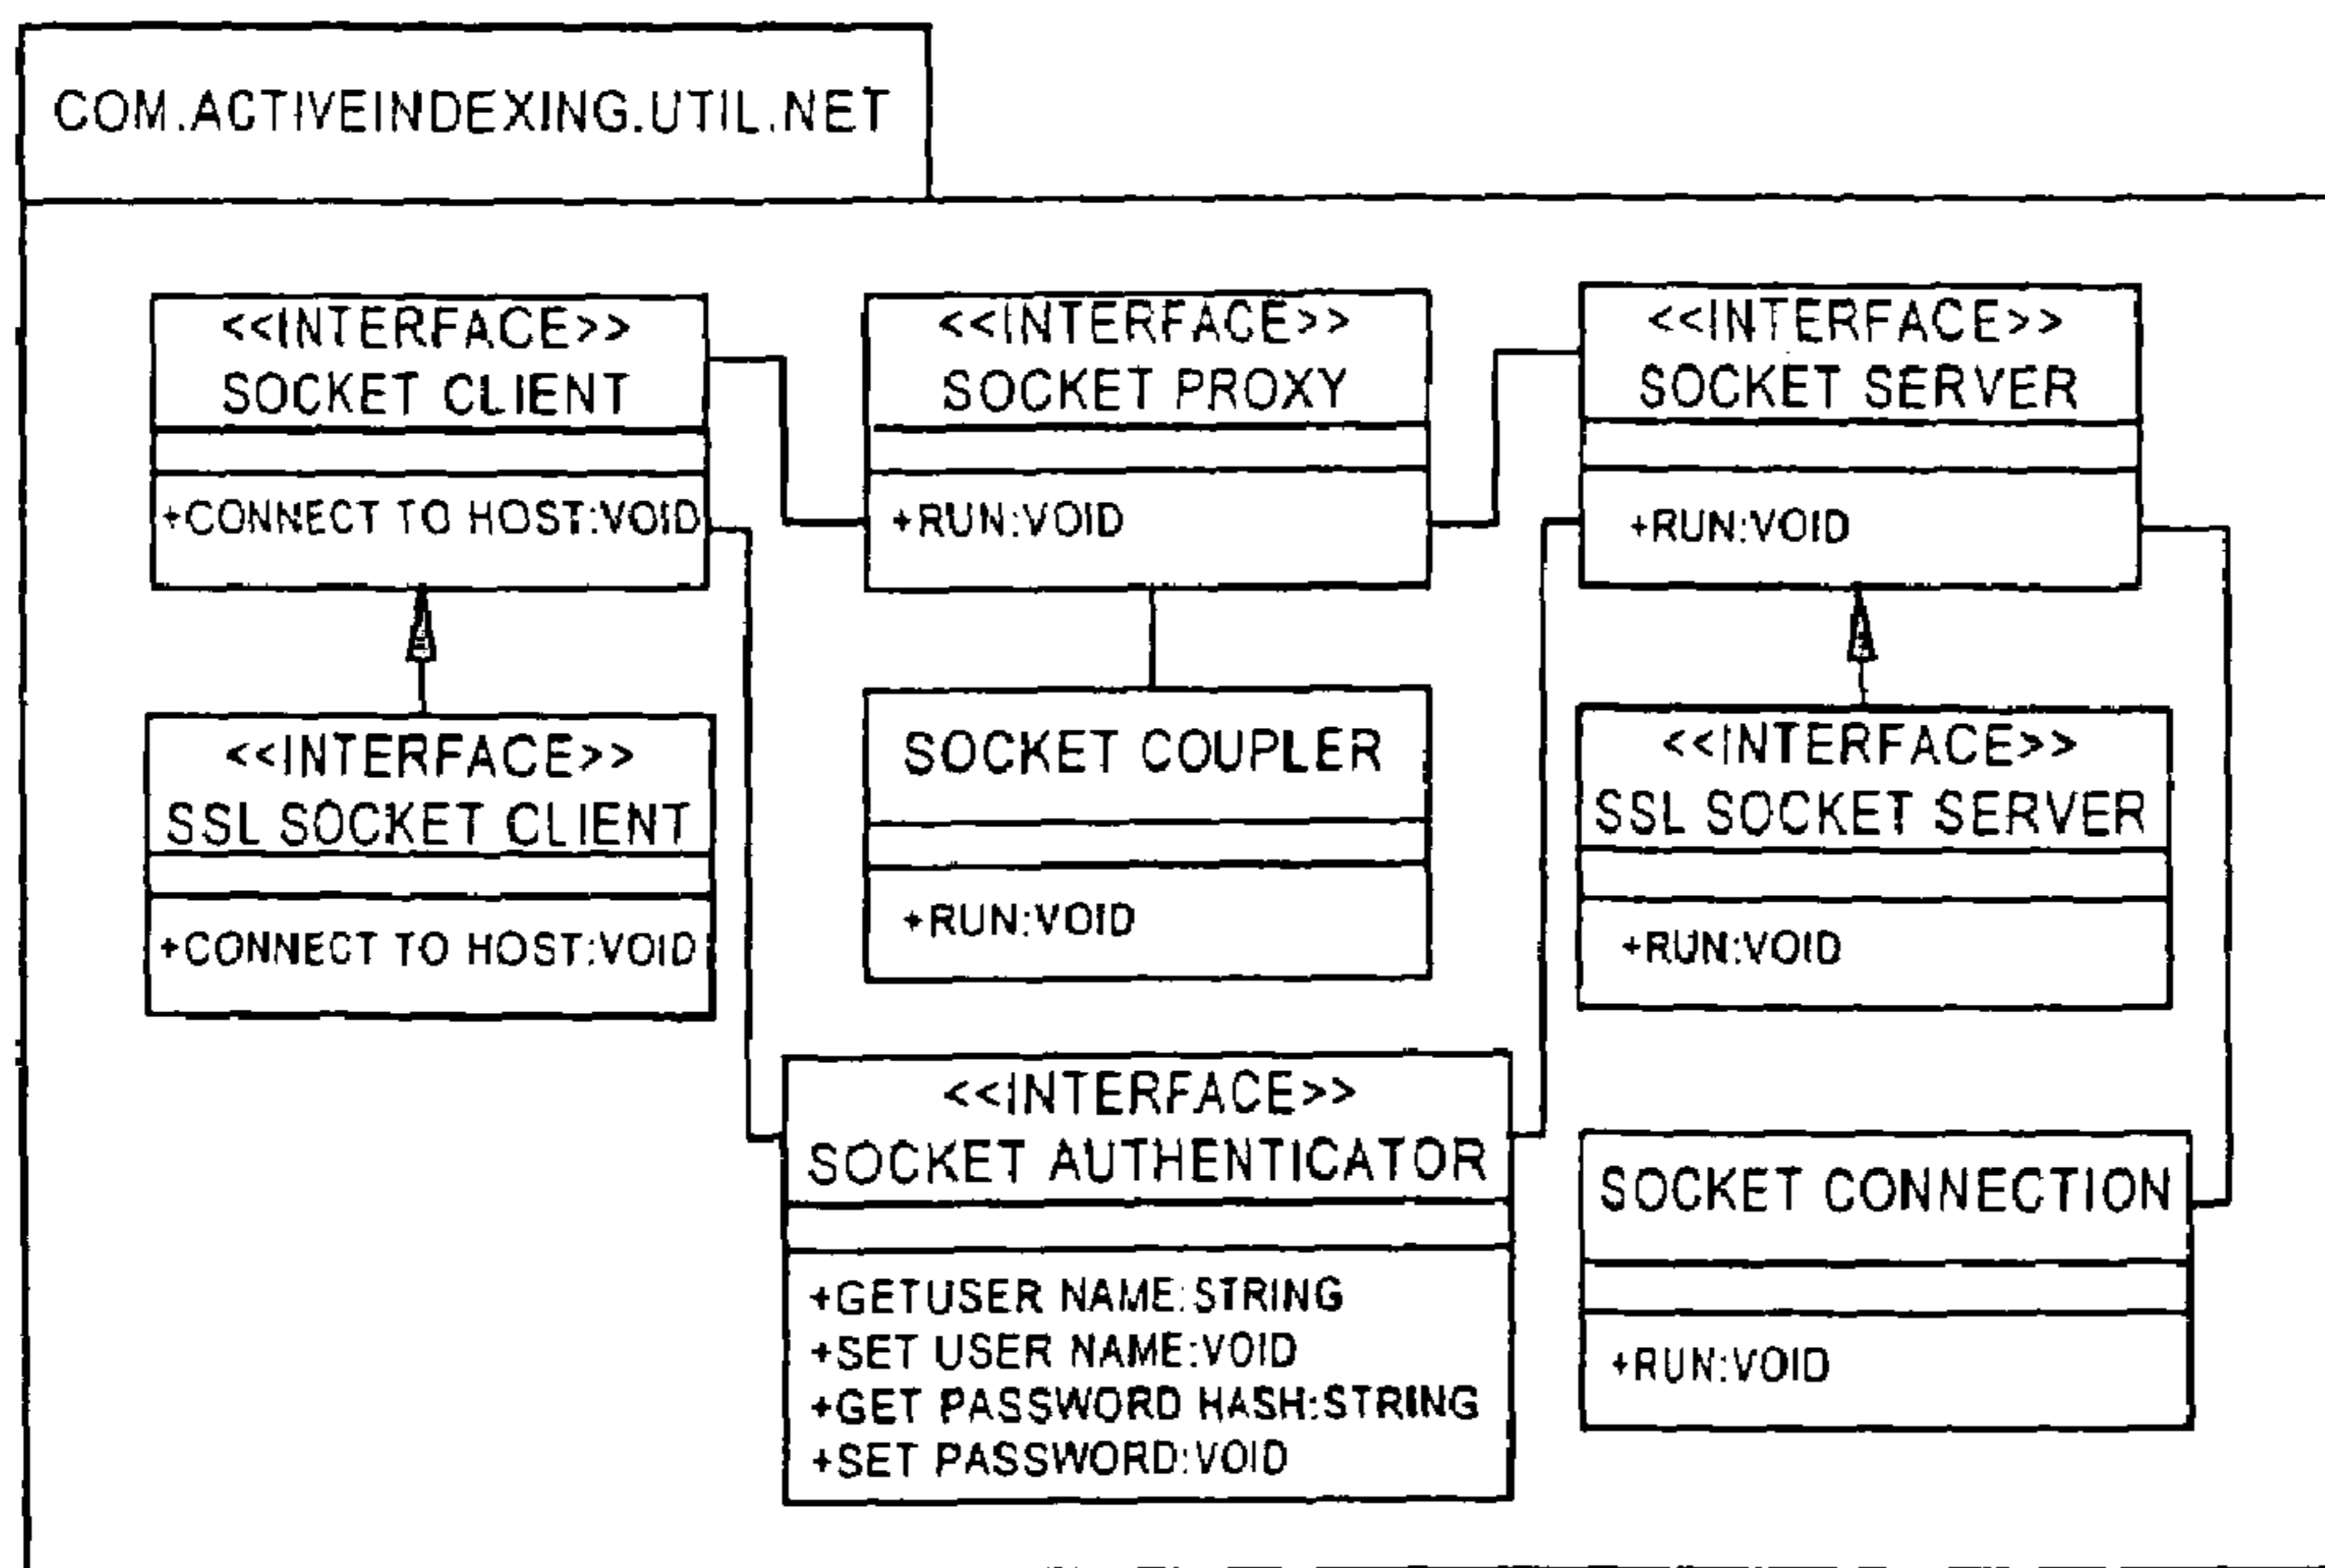 COM.ACTIVEINDEXING.UTIL.NET
<<INTERFACE>>
SOCKET CLIENT
+CONNECT TO HOST:VOID
<<INTERFACE>>
SOCKET PROXY
+RUN:VOID
<<INTERFACE>>
SOCKET SERVER
+RUN:VOID
<<INTERFACE>>
SSL SOCKET CLIENT
+CONNECT TO HOST:VOID
SOCKET COUPLER
+RUN:VOID
<<INTERFACE>>
SSL SOCKET SERVER
+RUN:VOID
<<INTERFACE>>
SOCKET AUTHENTICATOR
+GETUSER NAME:STRING
+SET USER NAME:VOID
+GET PASSWORD HASH:STRING
+SET PASSWORD:VOID
SOCKET CONNECTION
+RUN:VOID